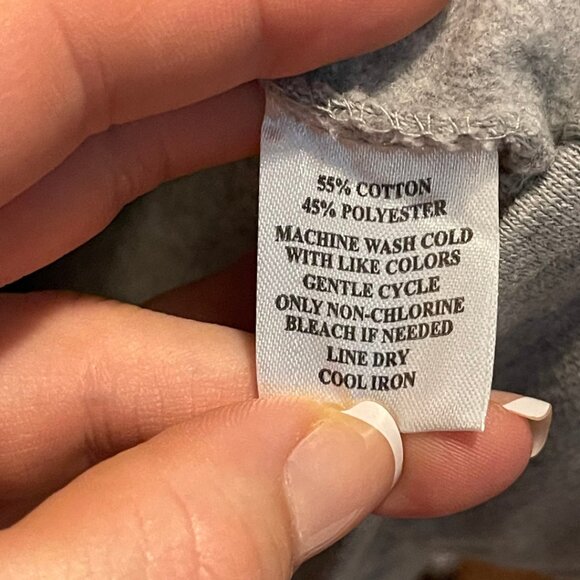 55% COTTON
45% POLYESTER
MACHINE WASH COLD
WITH LIKE COLORS
GENTLE CYCLE
ONLY NON-CHLORINE
BLEACH IF NEEDED
LINE DRY
COOL IRON